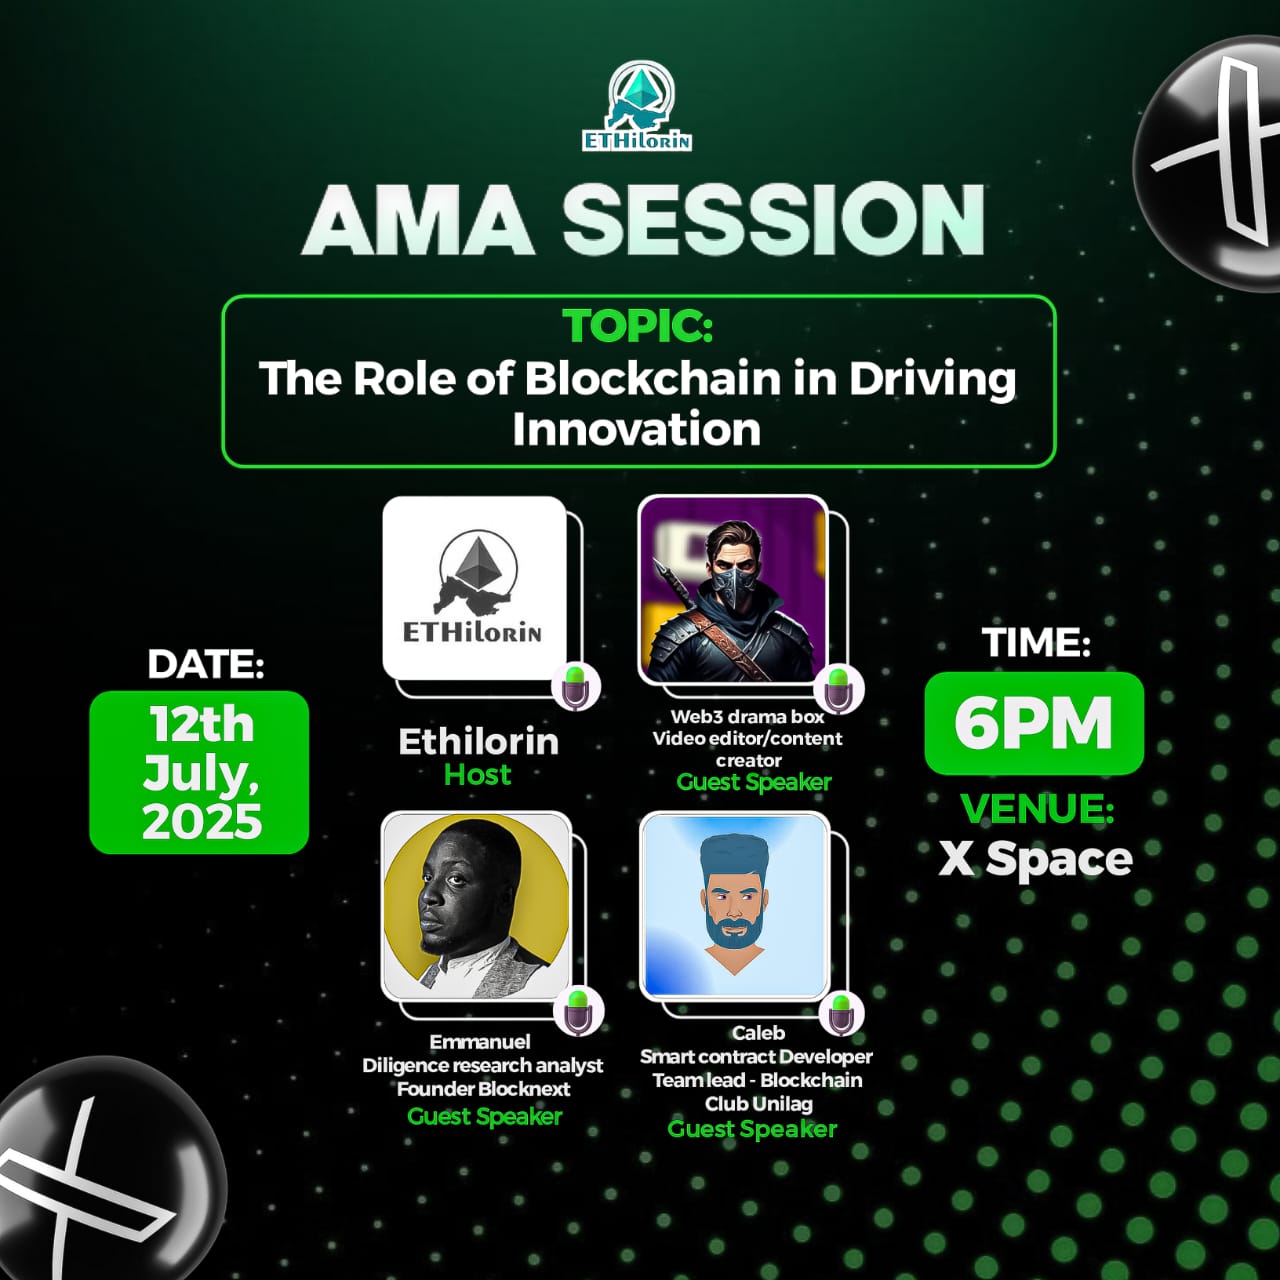 ETHilorin
AMA SESSION
TOPIC:
The Role of Blockchain in Driving
Innovation
ETHilorin
DATE:
12th
July,
2025
Ethilorin
Host
Web3 drama box
Video editor/content
creator
Guest Speaker
TIME:
6PM
VENUE:
X Space
Emmanuel
Diligence research analyst
Founder Blocknext
Guest Speaker
Caleb
Smart contract Developer
Team lead - Blockchain
Club Unilag
Guest Speaker